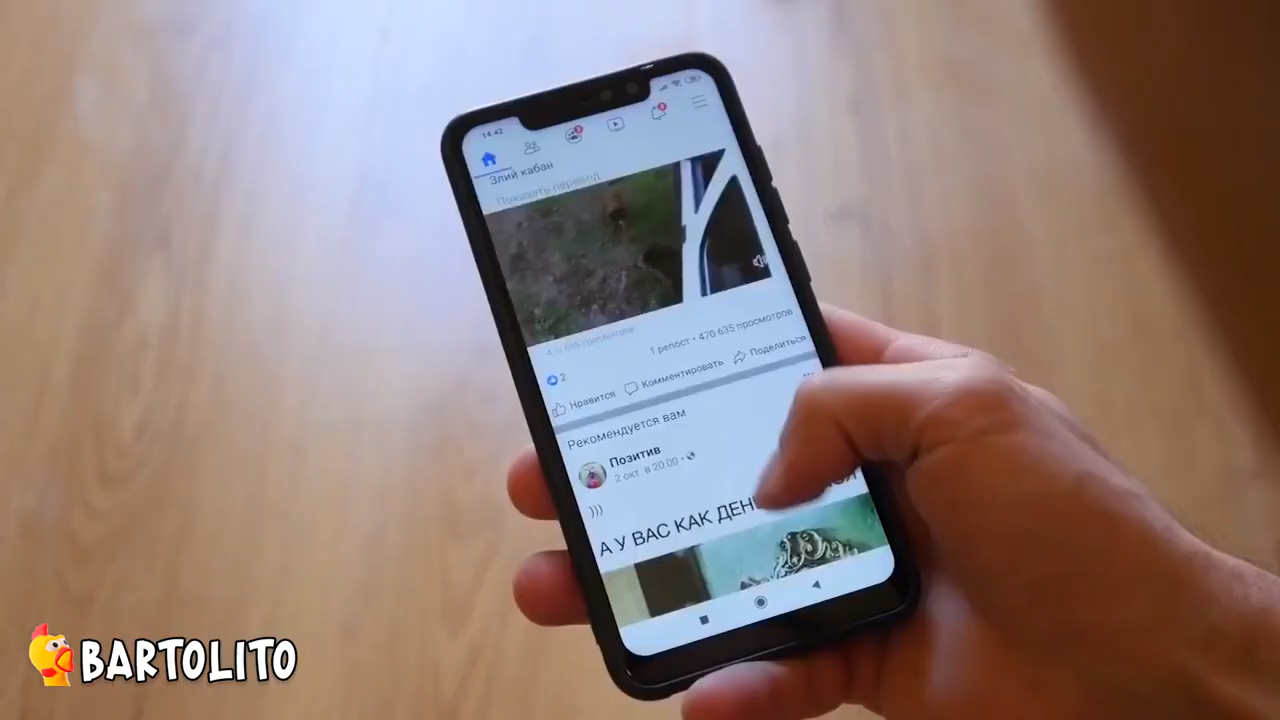 14:42
Злий кабан
Показать перевод
1 репост • 470 635 просмотров
2
Нравится Комментировать Поделиться
Рекомендуется вам
Позитив
2 окт. в 20:00
)))
А У ВАС КАК ДЕН
BARTOLITO